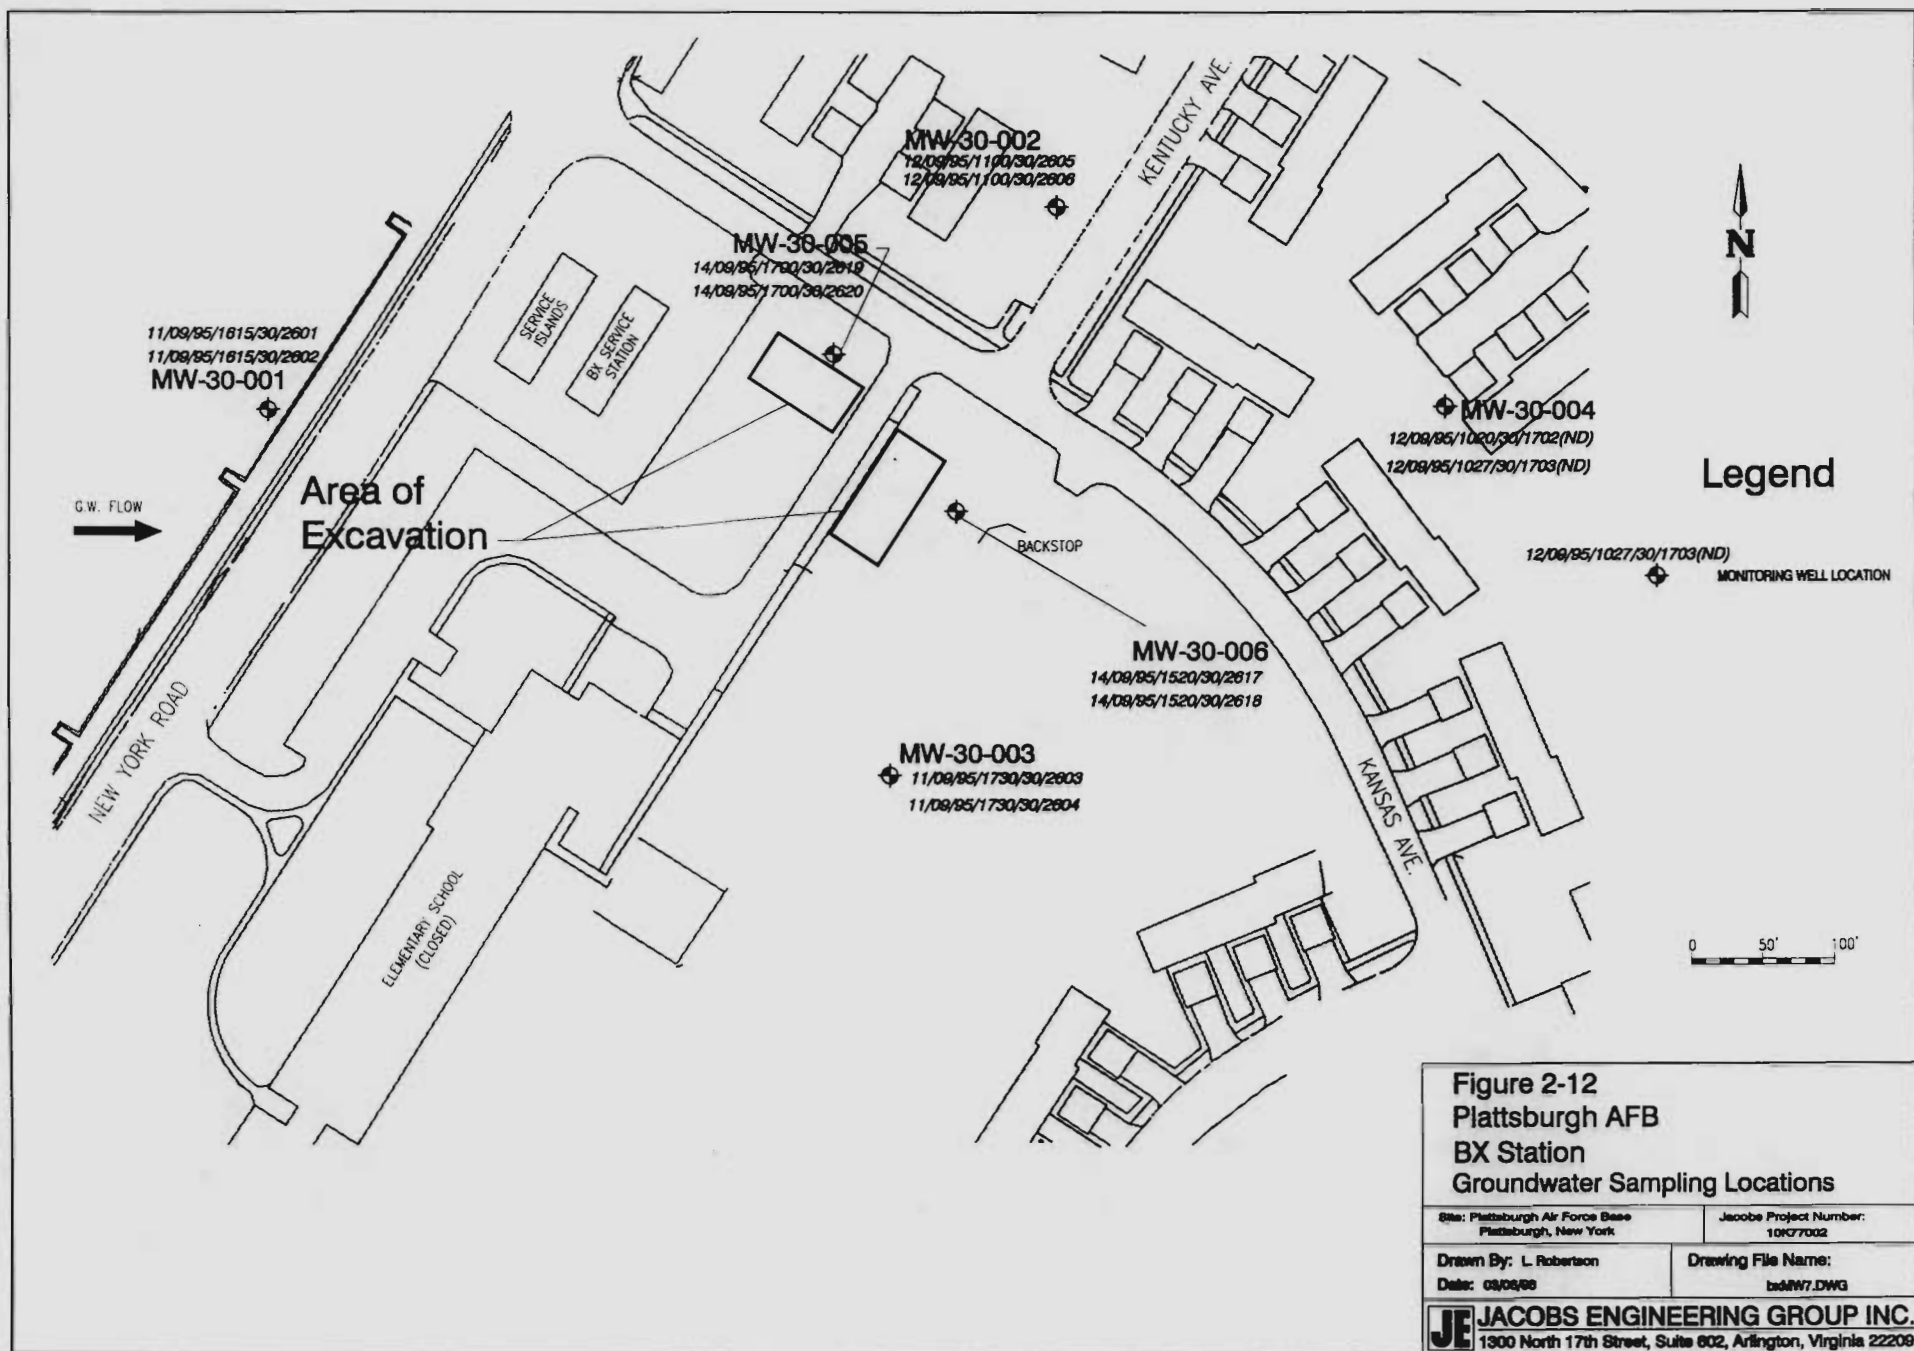 KENTUCKY AVE.
MW-30-002
12/09/95/1100/30/2605
12/09/95/1100/30/2606
N
MW-30-005
14/09/95/1700/30/2619
14/09/95/1700/30/2620
SERVICE
ISLANDS
BX SERVICE
STATION
11/09/95/1615/30/2601
11/09/95/1615/30/2602
MW-30-001
MW-30-004
12/09/95/1020/30/1702(ND)
12/09/95/1027/30/1703(ND)
Legend
Area of
Excavation
G.W. FLOW
BACKSTOP
12/09/95/1027/30/1703(ND)
MONITORING WELL LOCATION
MW-30-006
14/09/95/1520/30/2617
14/09/95/1520/30/2618
NEW YORK ROAD
MW-30-003
11/09/95/1730/30/2603
11/09/95/1730/30/2604
KANSAS AVE.
ELEMENTARY SCHOOL
(CLOSED)
0 50' 100'
Figure 2-12
Plattsburgh AFB
BX Station
Groundwater Sampling Locations
Site: Plattsburgh Air Force Base
Plattsburgh, New York
Jacobs Project Number:
10K77002
Drawn By: L. Robertson
Date:
Drawing File Name:
bxMW7.DWG
JE JACOBS ENGINEERING GROUP INC.
1300 North 17th Street, Suite 602, Arlington, Virginia 22209